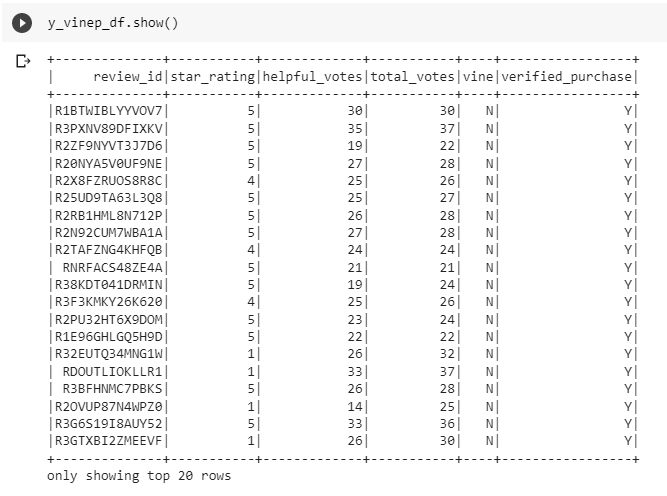 y_vinep_df.show()
+--------------+-----------+-------------+-----------+----+-----------------+
|     review_id|star_rating|helpful_votes|total_votes|vine|verified_purchase|
+--------------+-----------+-------------+-----------+----+-----------------+
|R1BTWIBLYYVOV7|          5|           30|         30|   N|                Y|
|R3PXNV89DFIXKV|          5|           35|         37|   N|                Y|
|R2ZF9NYVT3J7D6|          5|           19|         22|   N|                Y|
|R20NYA5V0UF9NE|          5|           27|         28|   N|                Y|
|R2X8FZRUOS8R8C|          4|           25|         26|   N|                Y|
|R25UD9TA63L3Q8|          5|           25|         27|   N|                Y|
|R2RB1HML8N712P|          5|           26|         28|   N|                Y|
|R2N92CUM7WBA1A|          5|           27|         28|   N|                Y|
|R2TAFZNG4KHFQB|          4|           24|         24|   N|                Y|
| RNRFACS48ZE4A|          5|           21|         21|   N|                Y|
|R38KDT041DRMIN|          5|           19|         24|   N|                Y|
|R3F3KMKY26K620|          4|           25|         26|   N|                Y|
|R2PU32HT6X9DOM|          5|           23|         24|   N|                Y|
|R1E96GHLGQ5H9D|          5|           22|         22|   N|                Y|
|R32EUTQ34MNG1W|          1|           26|         32|   N|                Y|
| RDOUTLIOKLLR1|          1|           33|         37|   N|                Y|
| R3BFHNMC7PBKS|          5|           26|         28|   N|                Y|
|R2OVUP87N4WPZ0|          1|           14|         25|   N|                Y|
|R3G6S19I8AUY52|          5|           33|         36|   N|                Y|
|R3GTXBI2ZMEEVF|          1|           26|         30|   N|                Y|
+--------------+-----------+-------------+-----------+----+-----------------+
only showing top 20 rows